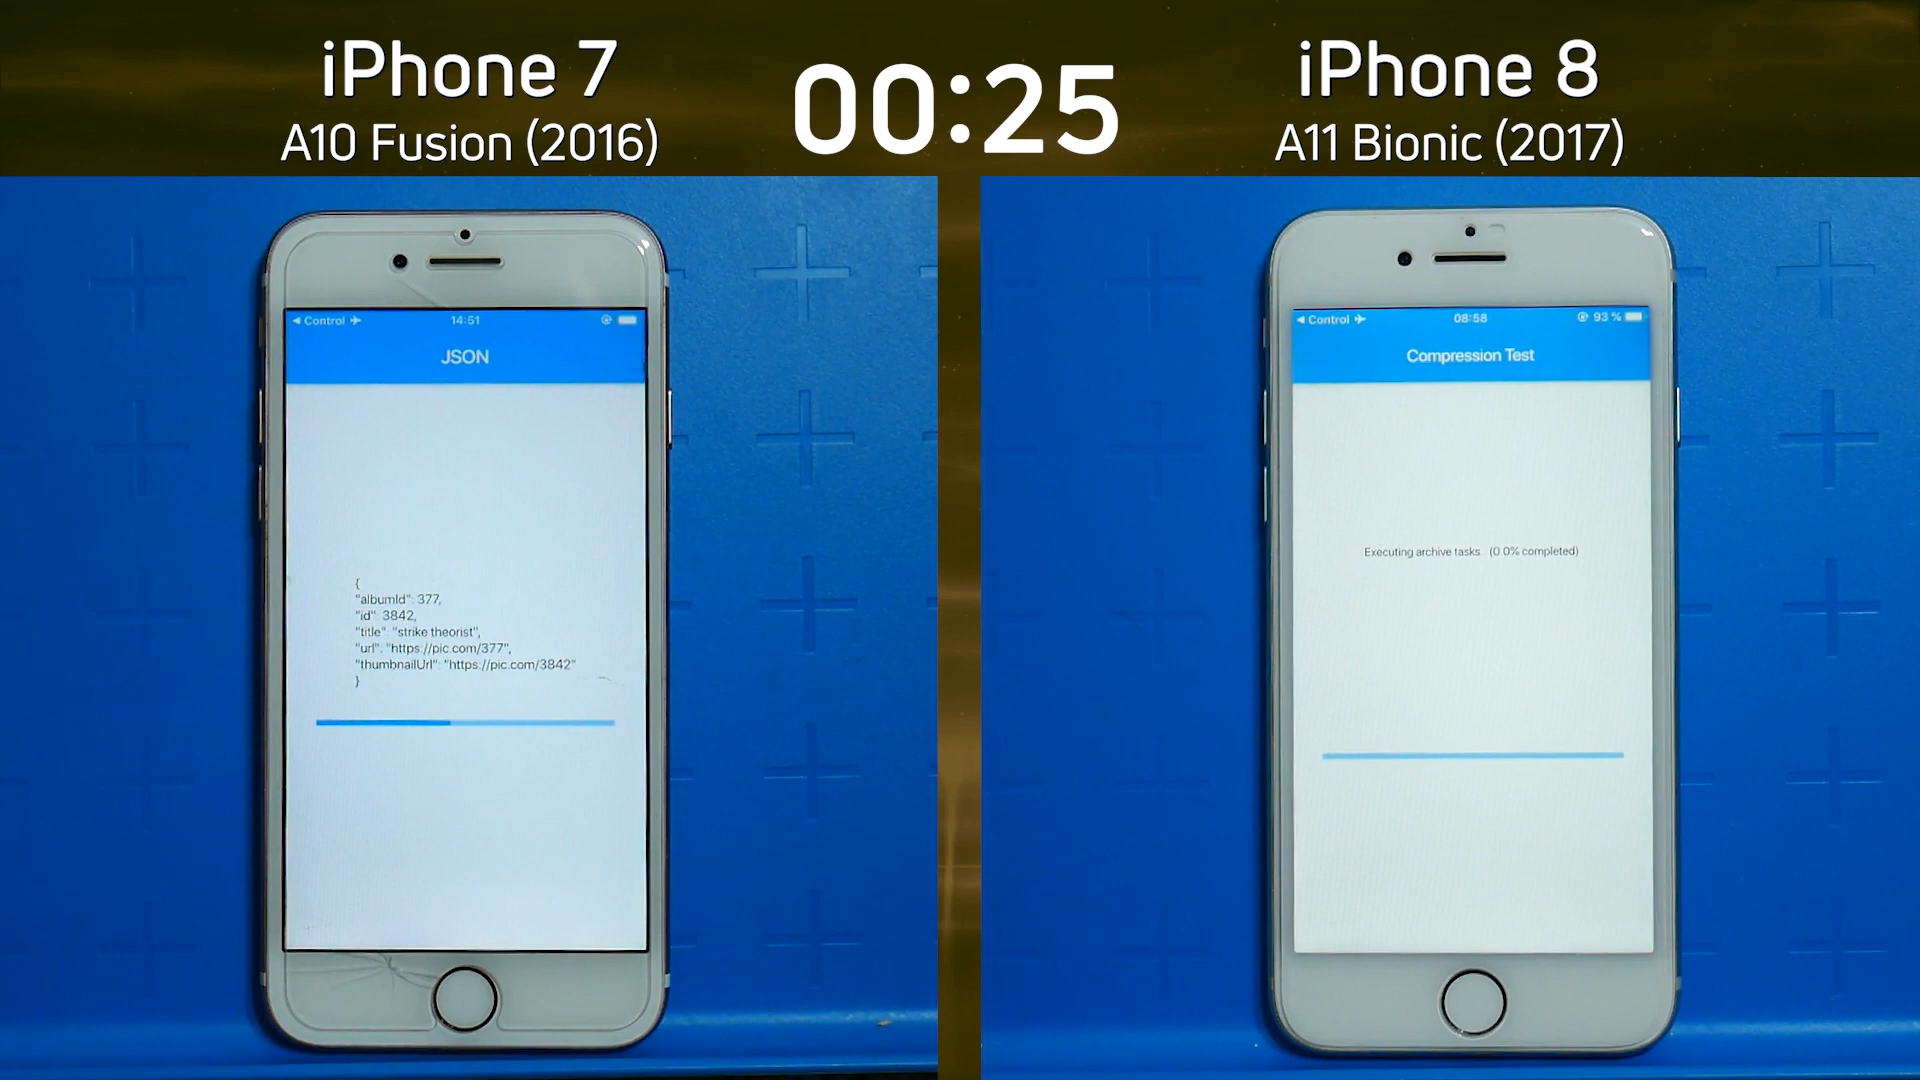 iPhone 7
A10 Fusion (2016)
00:25
iPhone 8
A11 Bionic (2017)
Control
14:51
JSON
{
"albumId": 377,
"id": 3842,
"title": "strike theorist",
"url": "https://pic.com/377",
"thumbnailUrl": "https://pic.com/3842"
}
Control
08:58
93 %
Compression Test
Executing archive tasks.. (0.0% completed)